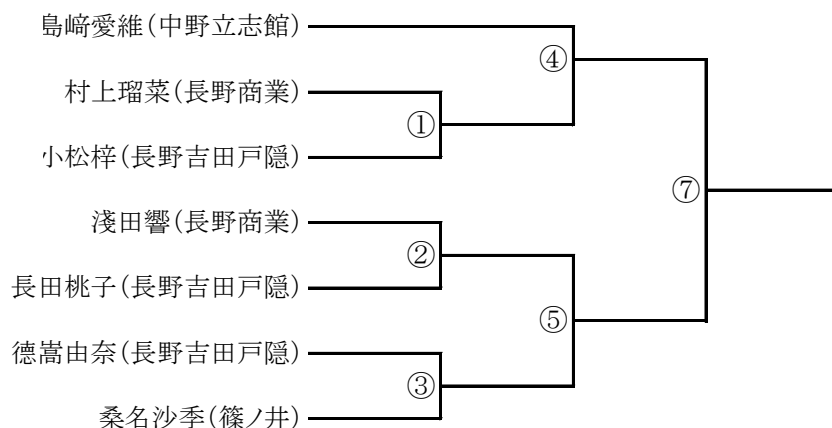 島﨑愛維(中野立志館)
④
村上瑠菜(長野商業)
①
小松梓(長野吉田戸隠)
⑦
淺田響(長野商業)
②
長田桃子(長野吉田戸隠)
⑤
德嵩由奈(長野吉田戸隠)
③
桑名沙季(篠ノ井)